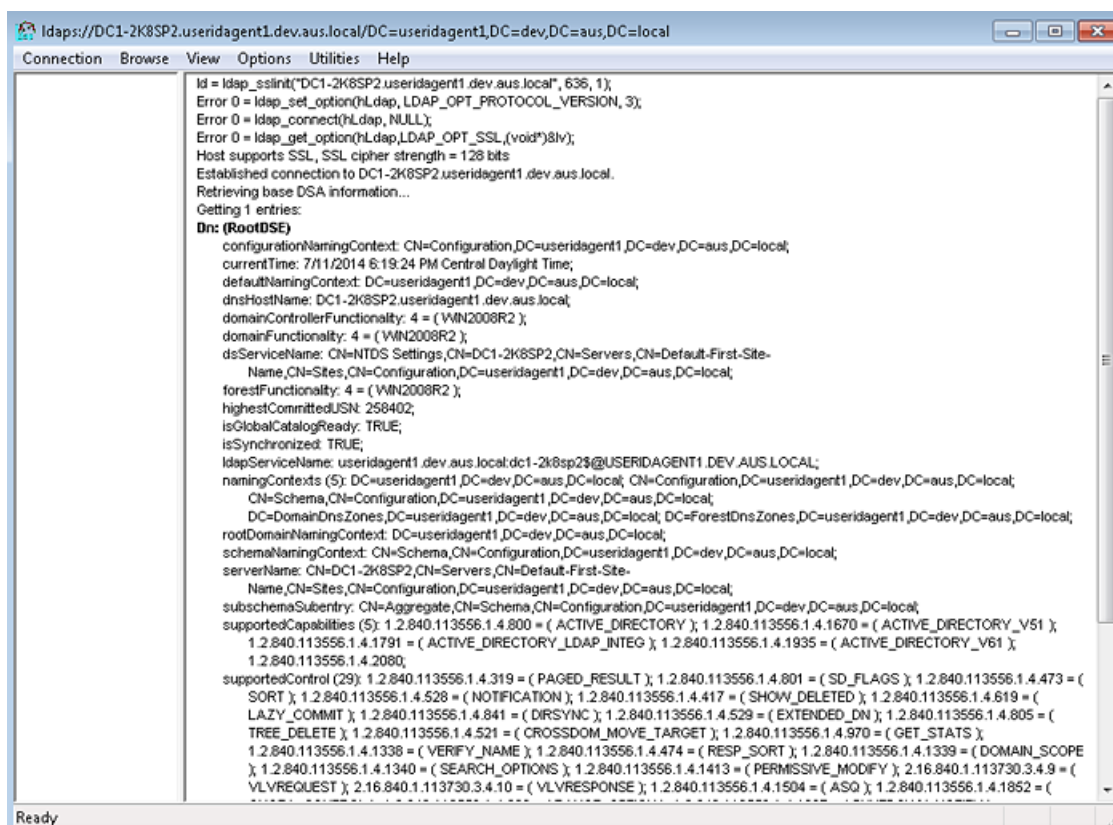 ldaps://DC1-2K8SP2.useridagent1.dev.aus.local/DC=useridagent1,DC=dev,DC=aus,DC=local
Connection Browse View Options Utilities Help
ld = ldap_sslinit("DC1-2K8SP2.useridagent1.dev.aus.local", 636, 1);
Error 0 = ldap_set_option(hLdap, LDAP_OPT_PROTOCOL_VERSION, 3);
Error 0 = ldap_connect(hLdap, NULL);
Error 0 = ldap_get_option(hLdap,LDAP_OPT_SSL,(void*)&lv);
Host supports SSL, SSL cipher strength = 128 bits
Established connection to DC1-2K8SP2.useridagent1.dev.aus.local.
Retrieving base DSA information...
Getting 1 entries:
Dn: (RootDSE)
configurationNamingContext: CN=Configuration,DC=useridagent1,DC=dev,DC=aus,DC=local;
currentTime: 7/11/2014 6:19:24 PM Central Daylight Time;
defaultNamingContext: DC=useridagent1,DC=dev,DC=aus,DC=local;
dnsHostName: DC1-2K8SP2.useridagent1.dev.aus.local;
domainControllerFunctionality: 4 = ( WIN2008R2 );
domainFunctionality: 4 = ( WIN2008R2 );
dsServiceName: CN=NTDS Settings,CN=DC1-2K8SP2,CN=Servers,CN=Default-First-Site-
Name,CN=Sites,CN=Configuration,DC=useridagent1,DC=dev,DC=aus,DC=local;
forestFunctionality: 4 = ( WIN2008R2 );
highestCommittedUSN: 258402;
isGlobalCatalogReady: TRUE;
isSynchronized: TRUE;
ldapServiceName: useridagent1.dev.aus.local:dc1-2k8sp2$@USERIDAGENT1.DEV.AUS.LOCAL;
namingContexts (5): DC=useridagent1,DC=dev,DC=aus,DC=local; CN=Configuration,DC=useridagent1,DC=dev,DC=aus,DC=local;
CN=Schema,CN=Configuration,DC=useridagent1,DC=dev,DC=aus,DC=local;
DC=DomainDnsZones,DC=useridagent1,DC=dev,DC=aus,DC=local; DC=ForestDnsZones,DC=useridagent1,DC=dev,DC=aus,DC=local;
rootDomainNamingContext: DC=useridagent1,DC=dev,DC=aus,DC=local;
schemaNamingContext: CN=Schema,CN=Configuration,DC=useridagent1,DC=dev,DC=aus,DC=local;
serverName: CN=DC1-2K8SP2,CN=Servers,CN=Default-First-Site-
Name,CN=Sites,CN=Configuration,DC=useridagent1,DC=dev,DC=aus,DC=local;
subschemaSubentry: CN=Aggregate,CN=Schema,CN=Configuration,DC=useridagent1,DC=dev,DC=aus,DC=local;
supportedCapabilities (5): 1.2.840.113556.1.4.800 = ( ACTIVE_DIRECTORY ); 1.2.840.113556.1.4.1670 = ( ACTIVE_DIRECTORY_V51 );
1.2.840.113556.1.4.1791 = ( ACTIVE_DIRECTORY_LDAP_INTEG ); 1.2.840.113556.1.4.1935 = ( ACTIVE_DIRECTORY_V61 );
1.2.840.113556.1.4.2080;
supportedControl (29): 1.2.840.113556.1.4.319 = ( PAGED_RESULT ); 1.2.840.113556.1.4.801 = ( SD_FLAGS ); 1.2.840.113556.1.4.473 = (
SORT ); 1.2.840.113556.1.4.528 = ( NOTIFICATION ); 1.2.840.113556.1.4.417 = ( SHOW_DELETED ); 1.2.840.113556.1.4.619 = (
LAZY_COMMIT ); 1.2.840.113556.1.4.841 = ( DIRSYNC ); 1.2.840.113556.1.4.529 = ( EXTENDED_DN ); 1.2.840.113556.1.4.805 = (
TREE_DELETE ); 1.2.840.113556.1.4.521 = ( CROSSDOM_MOVE_TARGET ); 1.2.840.113556.1.4.970 = ( GET_STATS );
1.2.840.113556.1.4.1338 = ( VERIFY_NAME ); 1.2.840.113556.1.4.474 = ( RESP_SORT ); 1.2.840.113556.1.4.1339 = ( DOMAIN_SCOPE
); 1.2.840.113556.1.4.1340 = ( SEARCH_OPTIONS ); 1.2.840.113556.1.4.1413 = ( PERMISSIVE_MODIFY ); 2.16.840.1.113730.3.4.9 = (
VLVREQUEST ); 2.16.840.1.113730.3.4.10 = ( VLVRESPONSE ); 1.2.840.113556.1.4.1504 = ( ASQ ); 1.2.840.113556.1.4.1852 = (
Ready